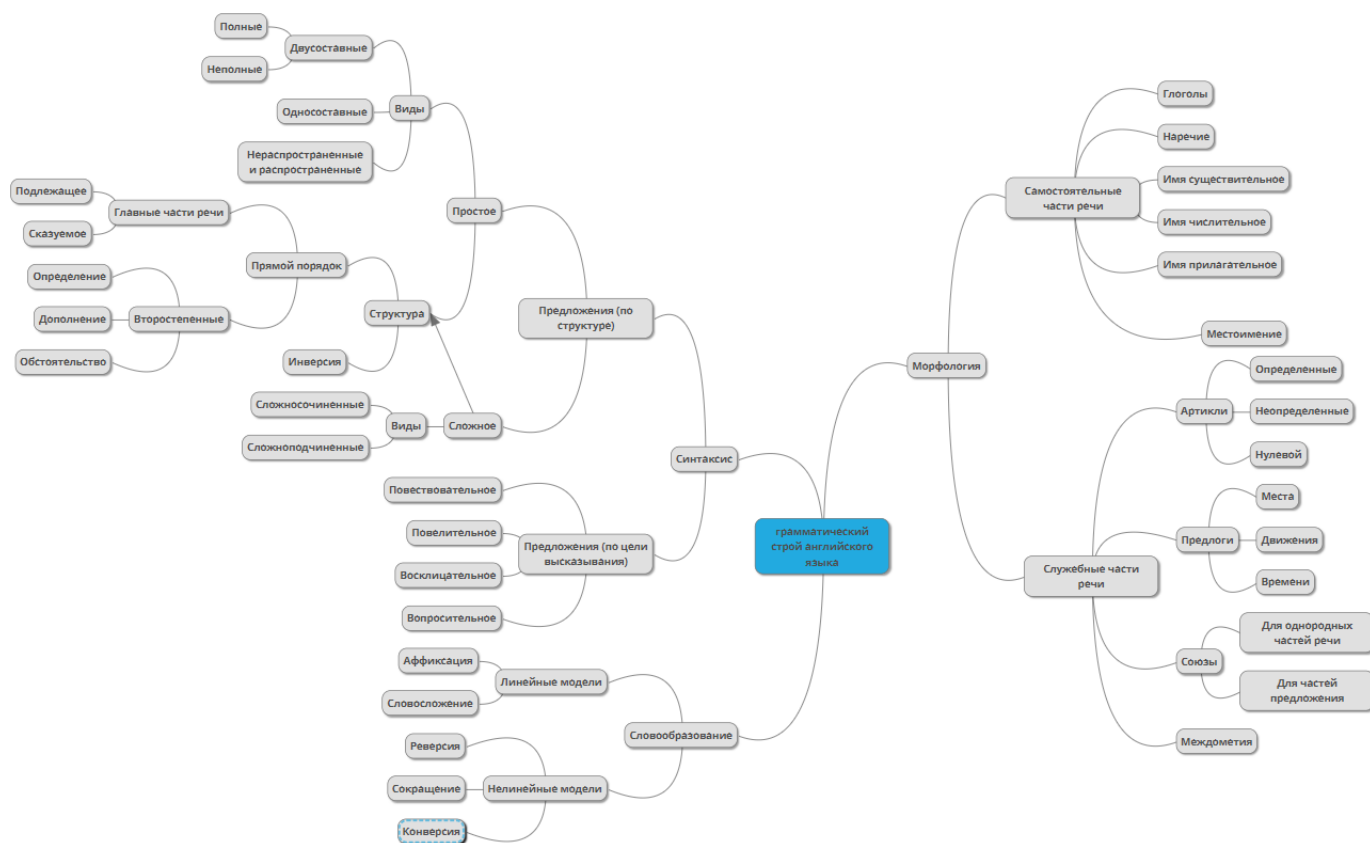 Полные
Двусоставные
Неполные
Виды
Односоставные
Нераспространенные
и распространенные
Подлежащее
Главные части речи
Сказуемое
Простое
Прямой порядок
Определение
Дополнение
Второстепенные
Обстоятельство
Структура
Инверсия
Предложения (по
структуре)
Сложносочиненные
Виды
Сложное
Сложноподчиненные
Синтаксис
Повествовательное
Повелительное
Предложения (по цели
высказывания)
Восклицательное
Вопросительное
грамматический
строй английского
языка
Аффиксация
Линейные модели
Словосложение
Словообразование
Реверсия
Сокращение
Нелинейные модели
Конверсия
Морфология
Самостоятельные
части речи
Глоголы
Наречие
Имя существительное
Имя числительное
Имя прилагательное
Местоимение
Служебные части
речи
Артикли
Определенные
Неопределенные
Нулевой
Предлоги
Места
Движения
Времени
Союзы
Для однородных
частей речи
Для частей
предложения
Междометия